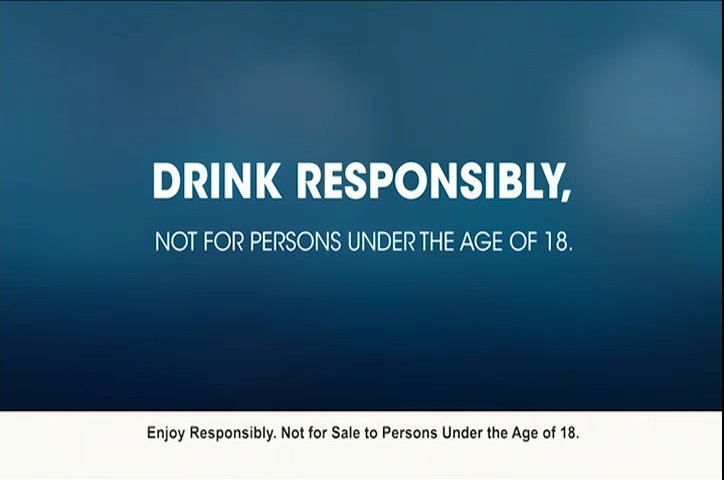 DRINK RESPONSIBLY,
NOT FOR PERSONS UNDER THE AGE OF 18.
Enjoy Responsibly. Not for Sale to Persons Under the Age of 18.